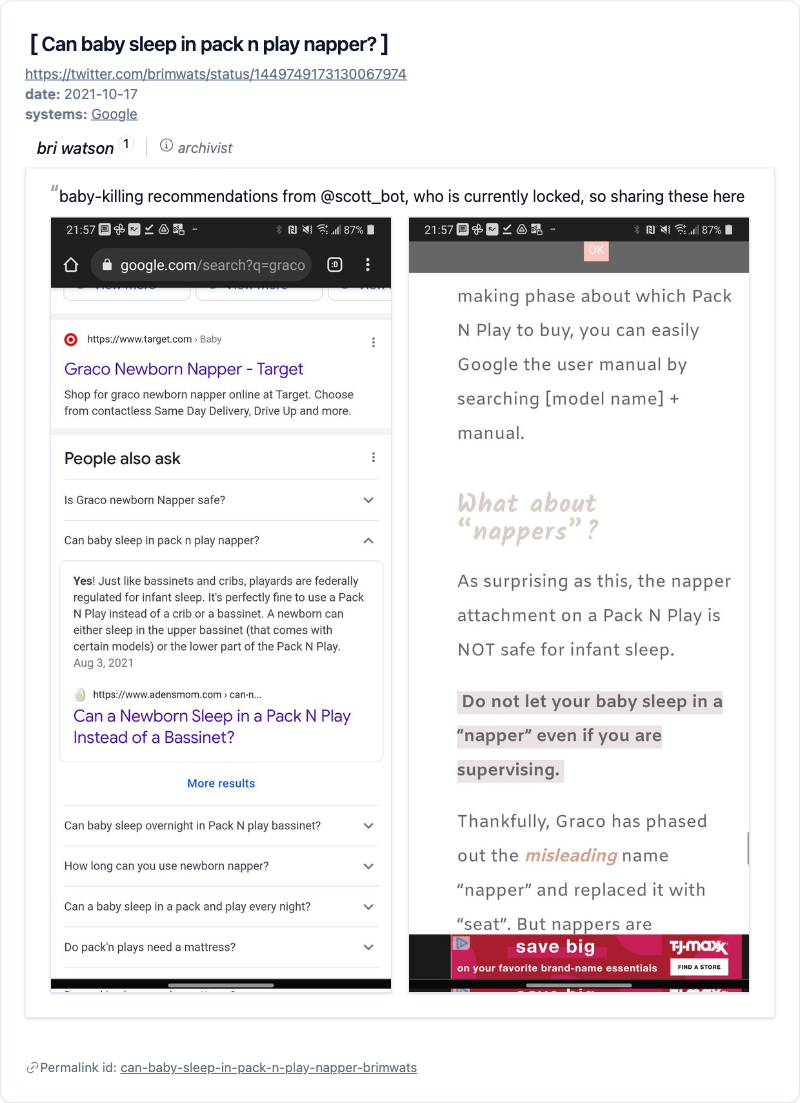 [ Can baby sleep in pack n play napper? ]
https://twitter.com/brimwats/status/1449749173130067974
date: 2021-10-17
systems: Google
bri watson 1
archivist
“baby-killing recommendations from @scott_bot, who is currently locked, so sharing these here
21:57
87%
google.com/search?q=graco
:D
View more
View more
View
https://www.target.com › Baby
Graco Newborn Napper - Target
Shop for graco newborn napper online at Target. Choose
from contactless Same Day Delivery, Drive Up and more.
People also ask
Is Graco newborn Napper safe?
Can baby sleep in pack n play napper?
Yes! Just like bassinets and cribs, playards are federally
regulated for infant sleep. It's perfectly fine to use a Pack
N Play instead of a crib or a bassinet. A newborn can
either sleep in the upper bassinet (that comes with
certain models) or the lower part of the Pack N Play.
Aug 3, 2021
https://www.adensmom.com › can-n...
Can a Newborn Sleep in a Pack N Play
Instead of a Bassinet?
More results
Can baby sleep overnight in Pack N play bassinet?
How long can you use newborn napper?
Can a baby sleep in a pack and play every night?
Do pack'n plays need a mattress?
21:57
87%
OK
making phase about which Pack
N Play to buy, you can easily
Google the user manual by
searching [model name] +
manual.
What about
“nappers”?
As surprising as this, the napper
attachment on a Pack N Play is
NOT safe for infant sleep.
Do not let your baby sleep in a
“napper” even if you are
supervising.
Thankfully, Graco has phased
out the misleading name
“napper” and replaced it with
“seat”. But nappers are
save big
on your favorite brand-name essentials
T.J.maxx
FIND A STORE
save big
Permalink id: can-baby-sleep-in-pack-n-play-napper-brimwats